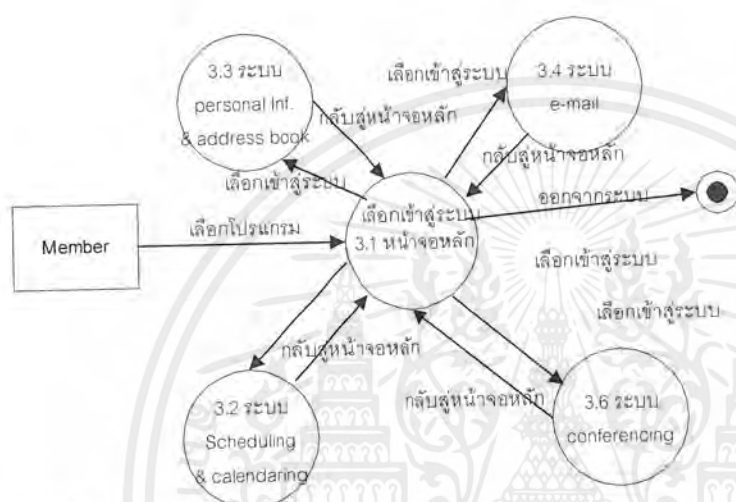 3.3 ระบบ
personal Inf.
& address book
เลือกเข้าสู่ระบบ
3.4 ระบบ
e-mail
กลับสู่หน้าจอหลัก
กลับสู่หน้าจอหลัก
เลือกเข้าสู่ระบบ
ออกจากระบบ
Member
เลือกโปรแกรม
เลือกเข้าสู่ระบบ
3.1 หน้าจอหลัก
เลือกเข้าสู่ระบบ
เลือกเข้าสู่ระบบ
กลับสู่หน้าจอหลัก
กลับสู่หน้าจอหลัก
3.2 ระบบ
Scheduling
& calendaring
3.6 ระบบ
conferencing